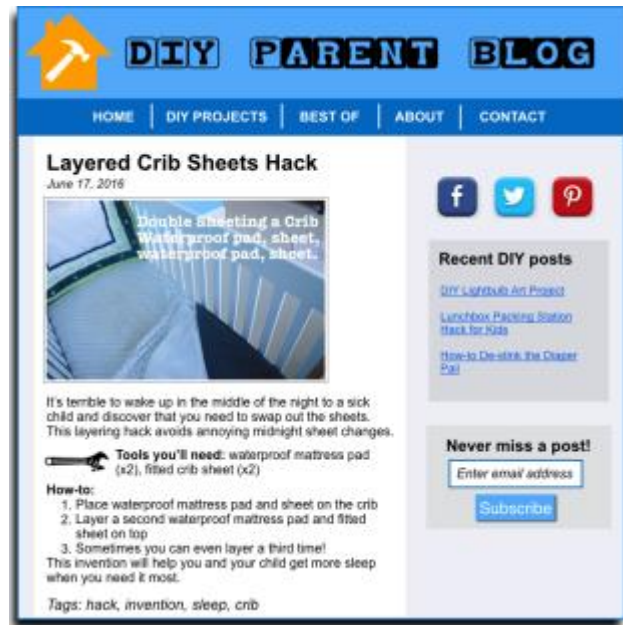 DIY PARENT BLOG
HOME DIY PROJECTS BEST OF ABOUT CONTACT
Layered Crib Sheets Hack
June 17, 2016
Double Sheeting a Crib
Waterproof pad, sheet,
waterproof pad, sheet.
It's terrible to wake up in the middle of the night to a sick
child and discover that you need to swap out the sheets.
This layering hack avoids annoying midnight sheet changes.
Tools you'll need: waterproof mattress pad
(x2), fitted crib sheet (x2)
How-to:
1. Place waterproof mattress pad and sheet on the crib
2. Layer a second waterproof mattress pad and fitted
sheet on top
3. Sometimes you can even layer a third time!
This invention will help you and your child get more sleep
when you need it most.
Tags: hack, invention, sleep, crib
Recent DIY posts
DIY Lightbulb Art Project
Lunchbox Packing Station
Hack for Kids
How-to De-stink the Diaper
Pail
Never miss a post!
Enter email address
Subscribe